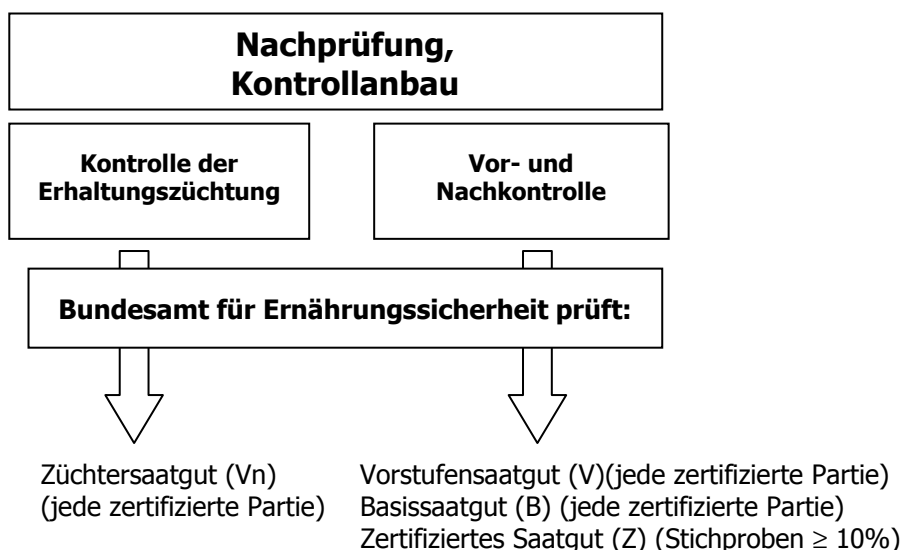 Nachprüfung,
Kontrollanbau
Kontrolle der
Erhaltungszüchtung
Vor- und
Nachkontrolle
Bundesamt für Ernährungssicherheit prüft:
Züchtersaatgut (Vn)
(jede zertifizierte Partie)
Vorstufensaatgut (V)(jede zertifizierte Partie)
Basissaatgut (B) (jede zertifizierte Partie)
Zertifiziertes Saatgut (Z) (Stichproben ≥ 10%)